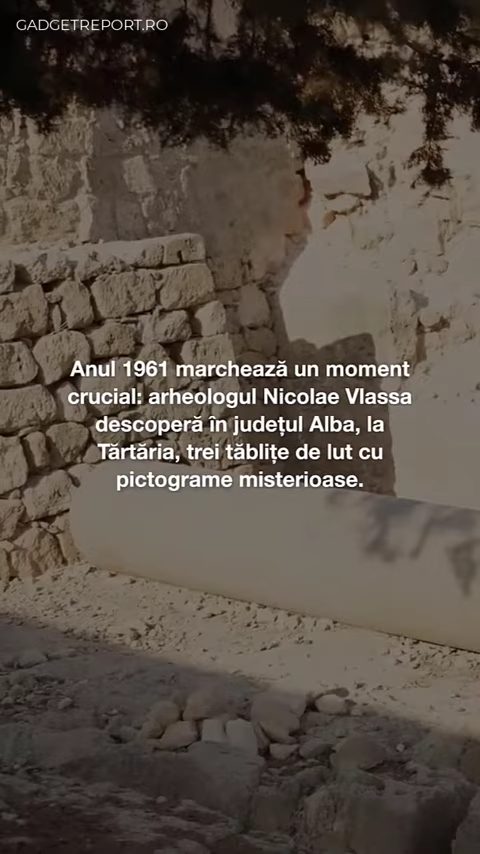 GADGETREPORT.RO
Anul 1961 marchează un moment
crucial: arheologul Nicolae Vlassa
descoperă în județul Alba, la
Tărtăria, trei tăblițe de lut cu
pictograme misterioase.